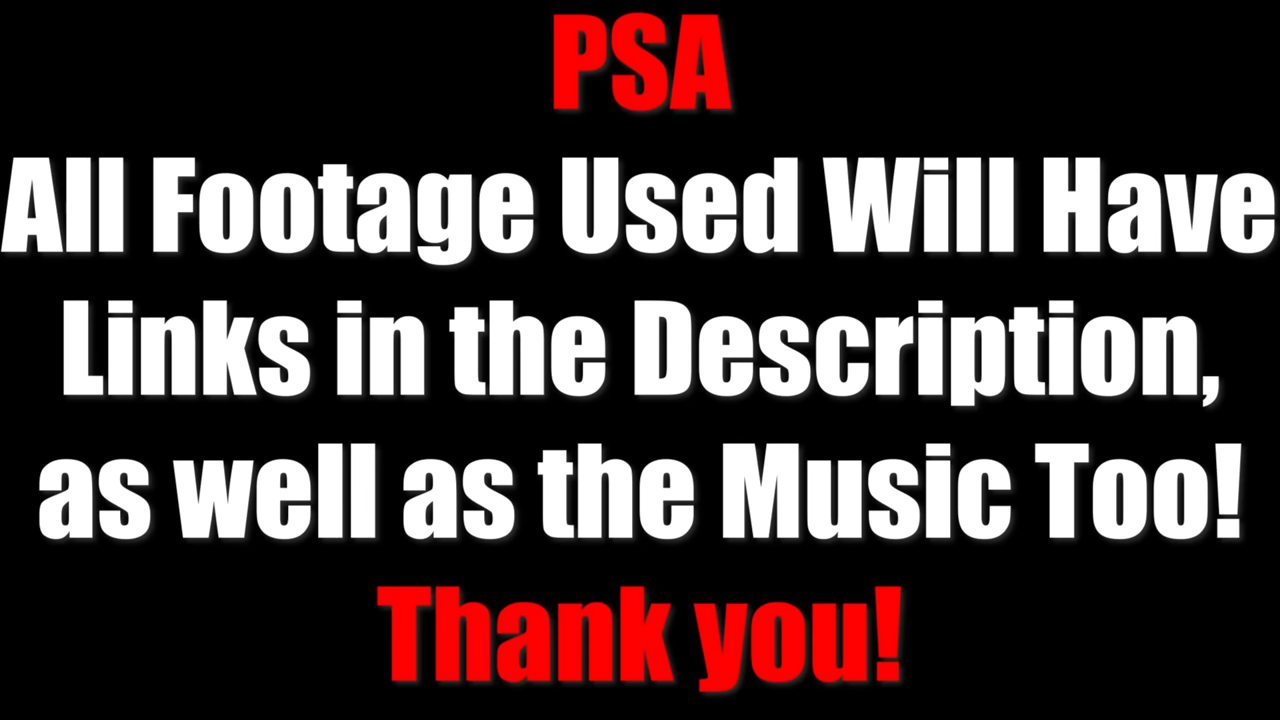 PSA
All Footage Used Will Have
Links in the Description,
as well as the Music Too!
Thank you!